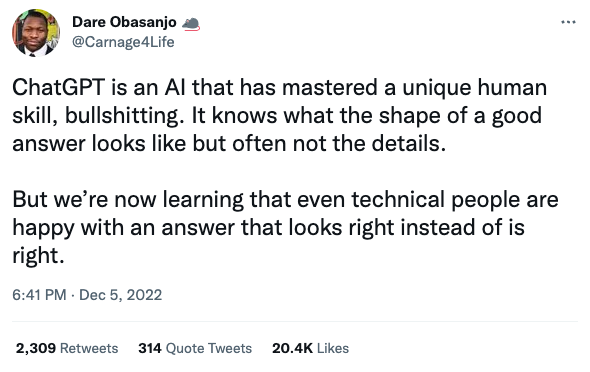 Dare Obasanjo
@Carnage4Life
ChatGPT is an AI that has mastered a unique human
skill, bullshitting. It knows what the shape of a good
answer looks like but often not the details.
But we’re now learning that even technical people are
happy with an answer that looks right instead of is
right.
6:41 PM · Dec 5, 2022
2,309 Retweets 314 Quote Tweets 20.4K Likes